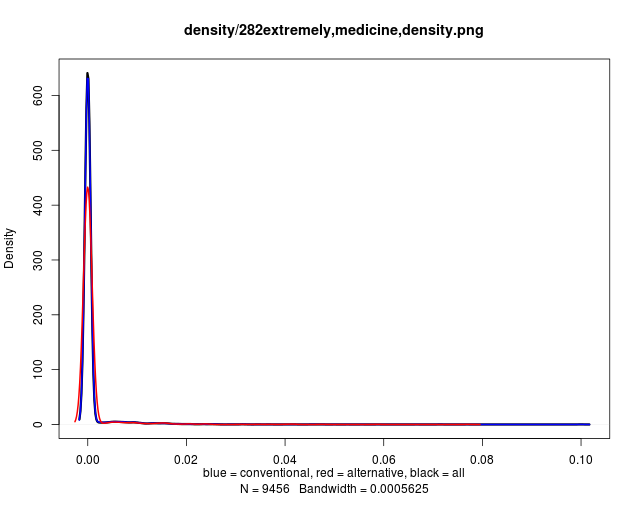 density/282extremely,medicine,density.png
Density
600
500
400
300
200
100
0
0.00 0.02 0.04 0.06 0.08 0.10
blue = conventional, red = alternative, black = all
N = 9456 Bandwidth = 0.0005625